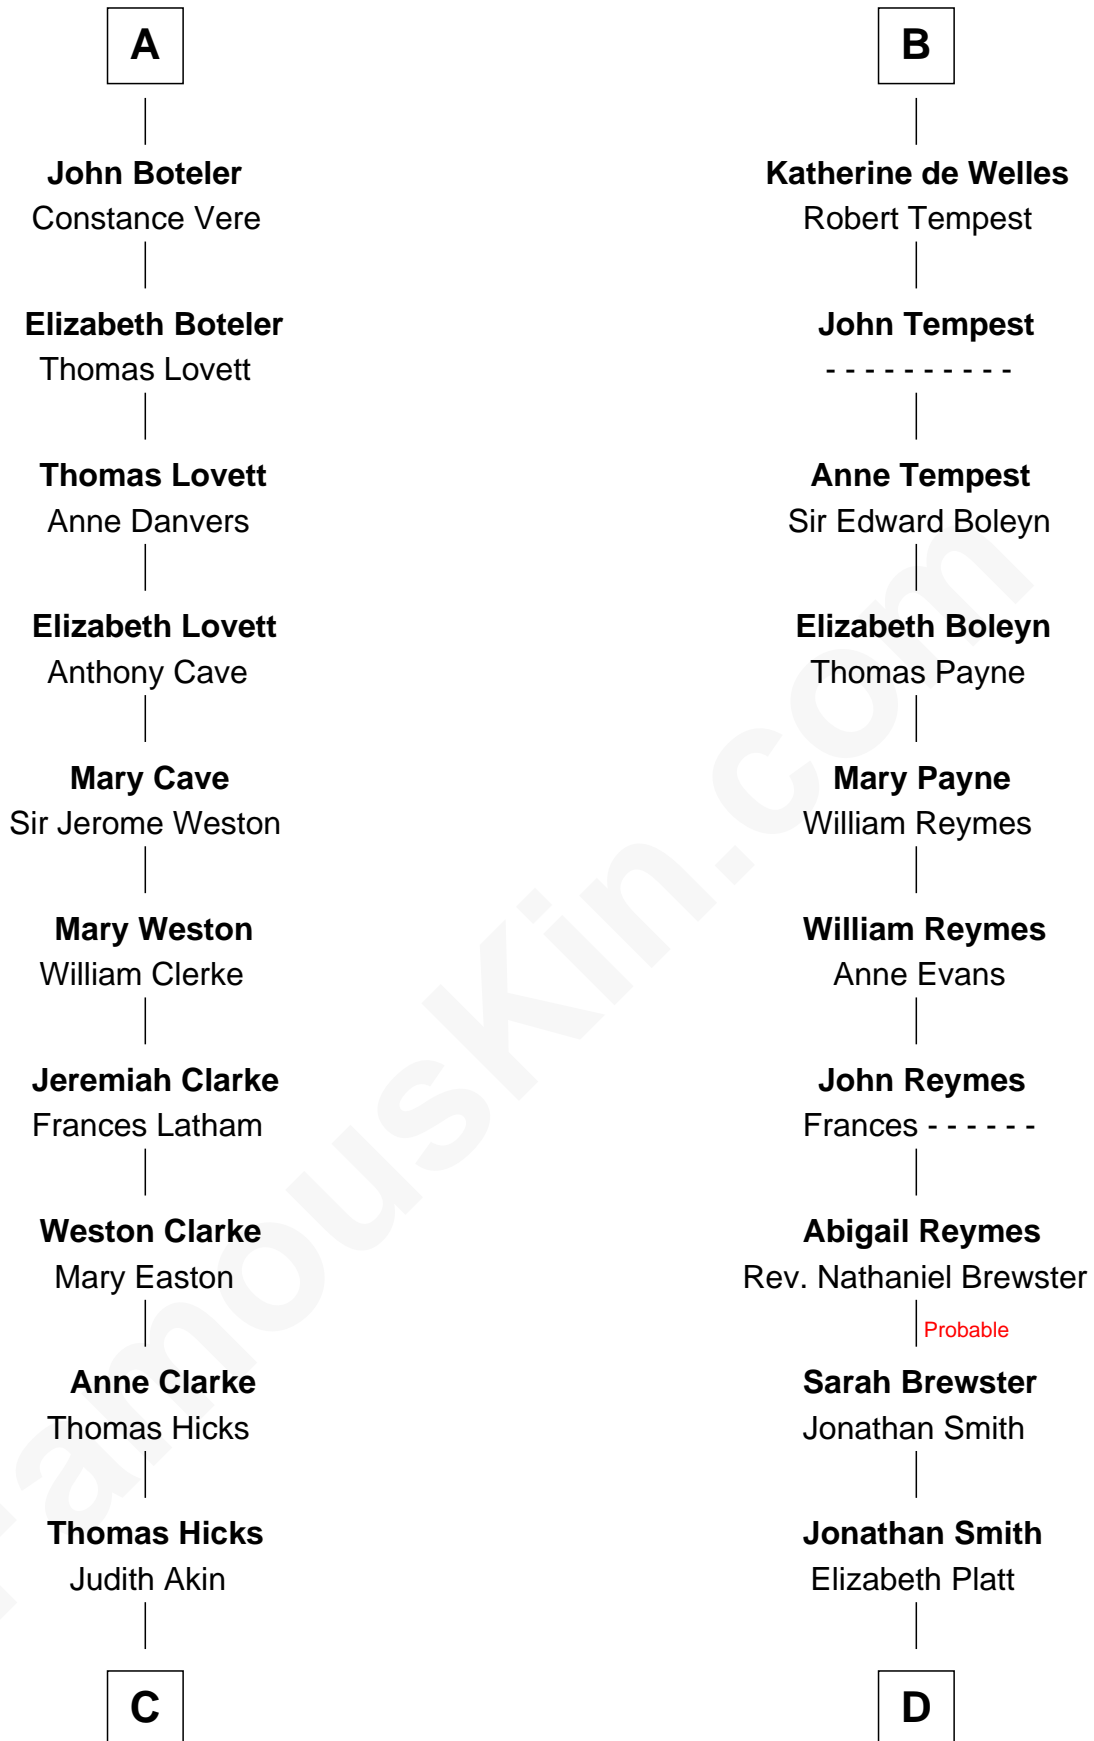 A
John Boteler
Constance Vere
Elizabeth Boteler
Thomas Lovett
Thomas Lovett
Anne Danvers
Elizabeth Lovett
Anthony Cave
Mary Cave
Sir Jerome Weston
Mary Weston
William Clerke
Jeremiah Clarke
Frances Latham
Weston Clarke
Mary Easton
Anne Clarke
Thomas Hicks
Thomas Hicks
Judith Akin
C
B
Katherine de Welles
Robert Tempest
John Tempest
- - - - - - - - - -
Anne Tempest
Sir Edward Boleyn
Elizabeth Boleyn
Thomas Payne
Mary Payne
William Reymes
William Reymes
Anne Evans
John Reymes
Frances - - - - - -
Abigail Reymes
Rev. Nathaniel Brewster
Probable
Sarah Brewster
Jonathan Smith
Jonathan Smith
Elizabeth Platt
D
FamousKin.com